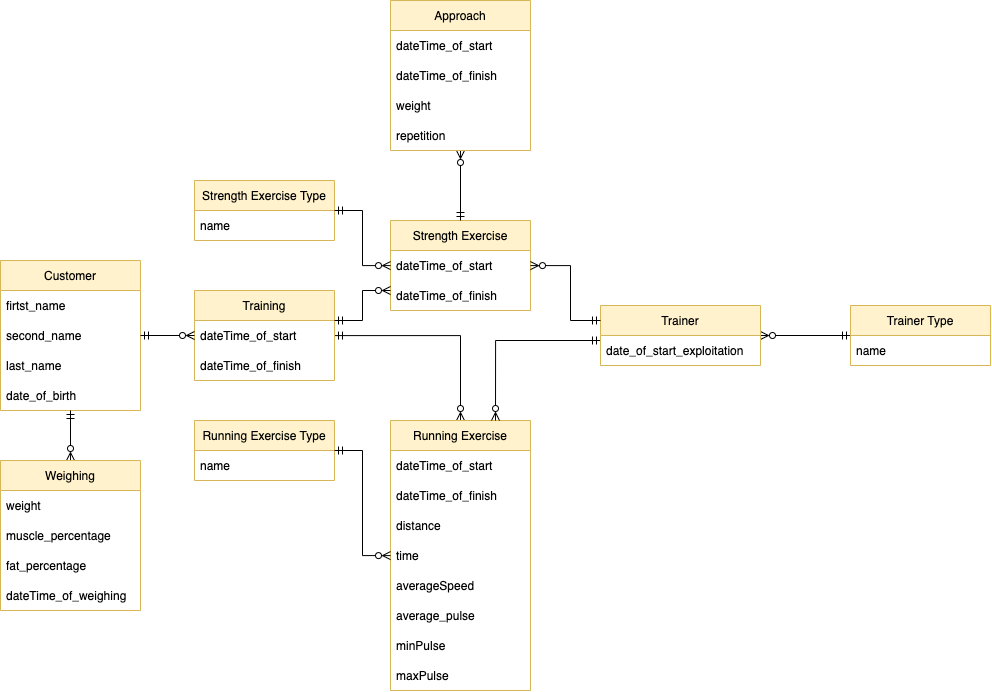 Approach
dateTime_of_start
dateTime_of_finish
weight
repetition
Strength Exercise Type
name
Strength Exercise
dateTime_of_start
dateTime_of_finish
Customer
firtst_name
second_name
last_name
date_of_birth
Training
dateTime_of_start
dateTime_of_finish
Trainer
date_of_start_exploitation
Trainer Type
name
Running Exercise Type
name
Running Exercise
dateTime_of_start
dateTime_of_finish
distance
time
averageSpeed
average_pulse
minPulse
maxPulse
Weighing
weight
muscle_percentage
fat_percentage
dateTime_of_weighing